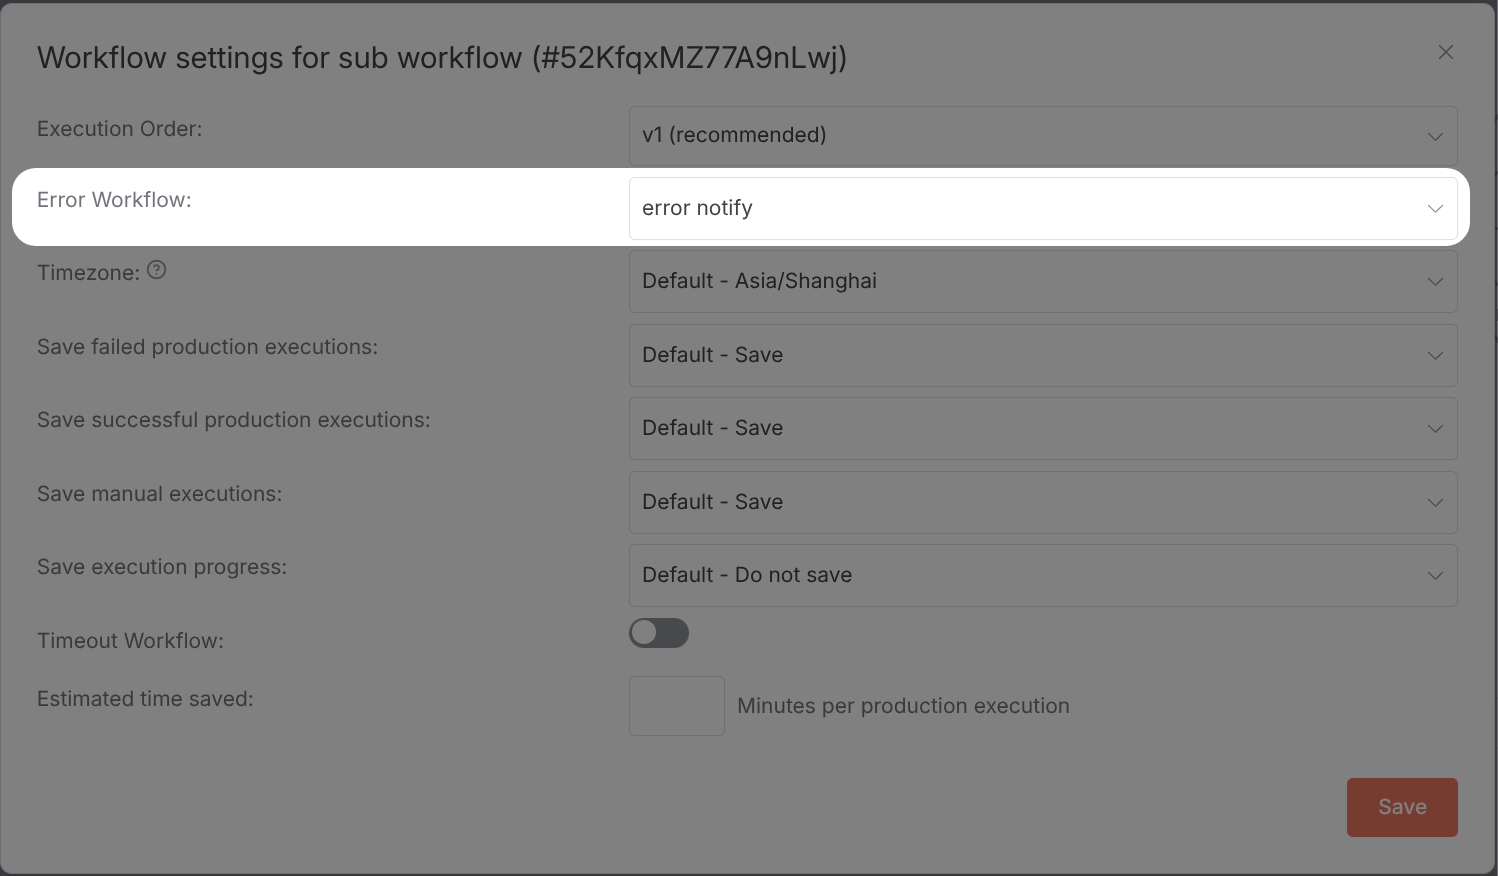 Workflow settings for sub workflow (#52KfqxMZ77A9nLwj)
Execution Order:
v1 (recommended)
Error Workflow:
error notify
Timezone:
Default - Asia/Shanghai
Save failed production executions:
Default - Save
Save successful production executions:
Default - Save
Save manual executions:
Default - Save
Save execution progress:
Default - Do not save
Timeout Workflow:
Estimated time saved:
Minutes per production execution
Save